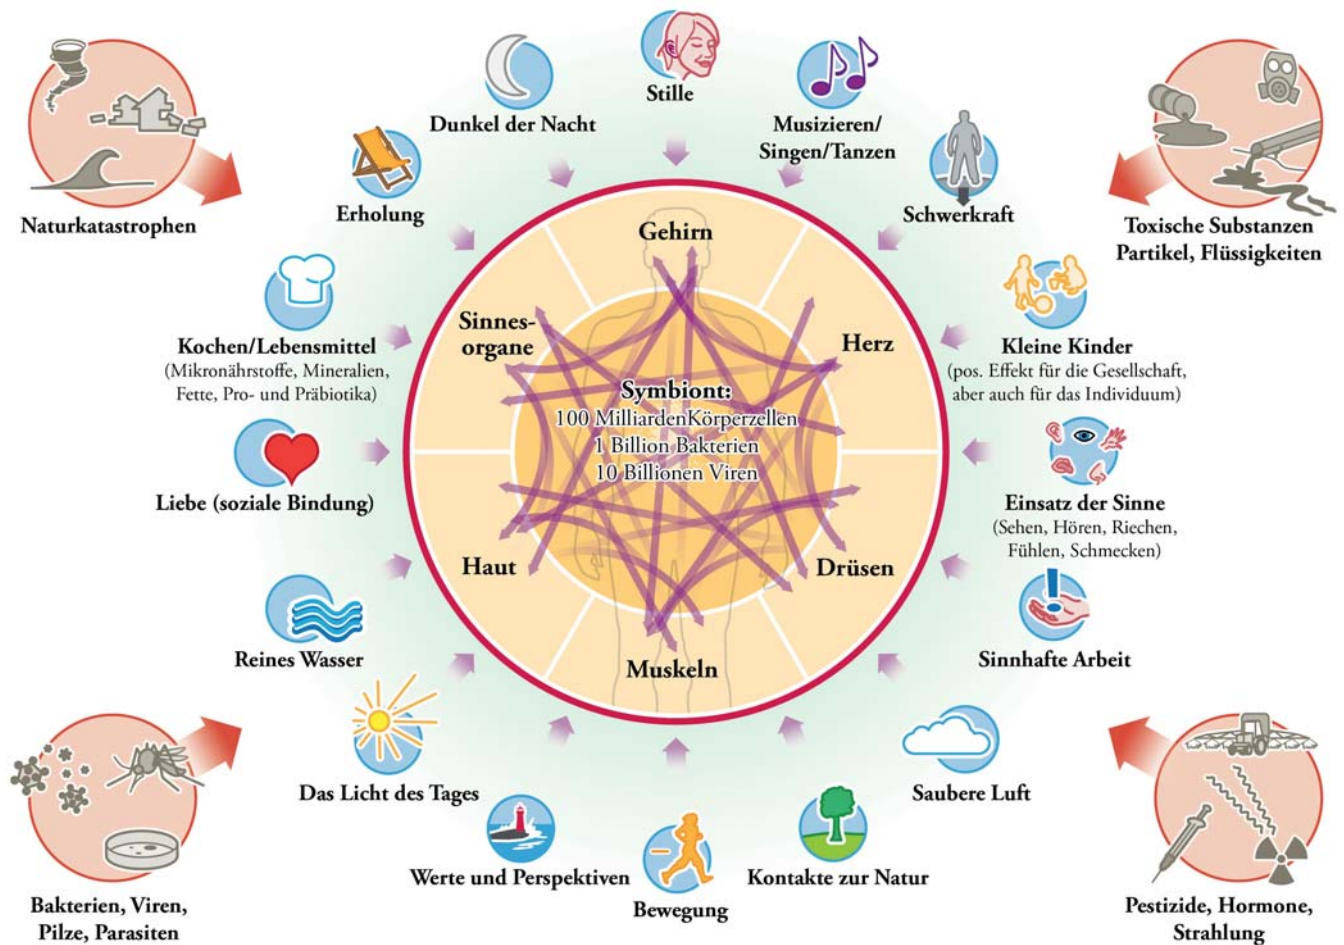 Stille
Dunkel der Nacht
Musizieren/
Singen/Tanzen
Erholung
Schwerkraft
Naturkatastrophen
Toxische Substanzen
Partikel, Flüssigkeiten
Gehirn
Sinnes-
organe
Herz
Kochen/Lebensmittel
(Mikronährstoffe, Mineralien,
Fette, Pro- und Präbiotika)
Kleine Kinder
(pos. Effekt für die Gesellschaft,
aber auch für das Individuum)
Symbiont:
100 MilliardenKörperzellen
1 Billion Bakterien
10 Billionen Viren
Liebe (soziale Bindung)
Einsatz der Sinne
(Sehen, Hören, Riechen,
Fühlen, Schmecken)
Haut
Drüsen
Reines Wasser
Sinnhafte Arbeit
Muskeln
Das Licht des Tages
Saubere Luft
Werte und Perspektiven
Kontakte zur Natur
Bewegung
Bakterien, Viren,
Pilze, Parasiten
Pestizide, Hormone,
Strahlung